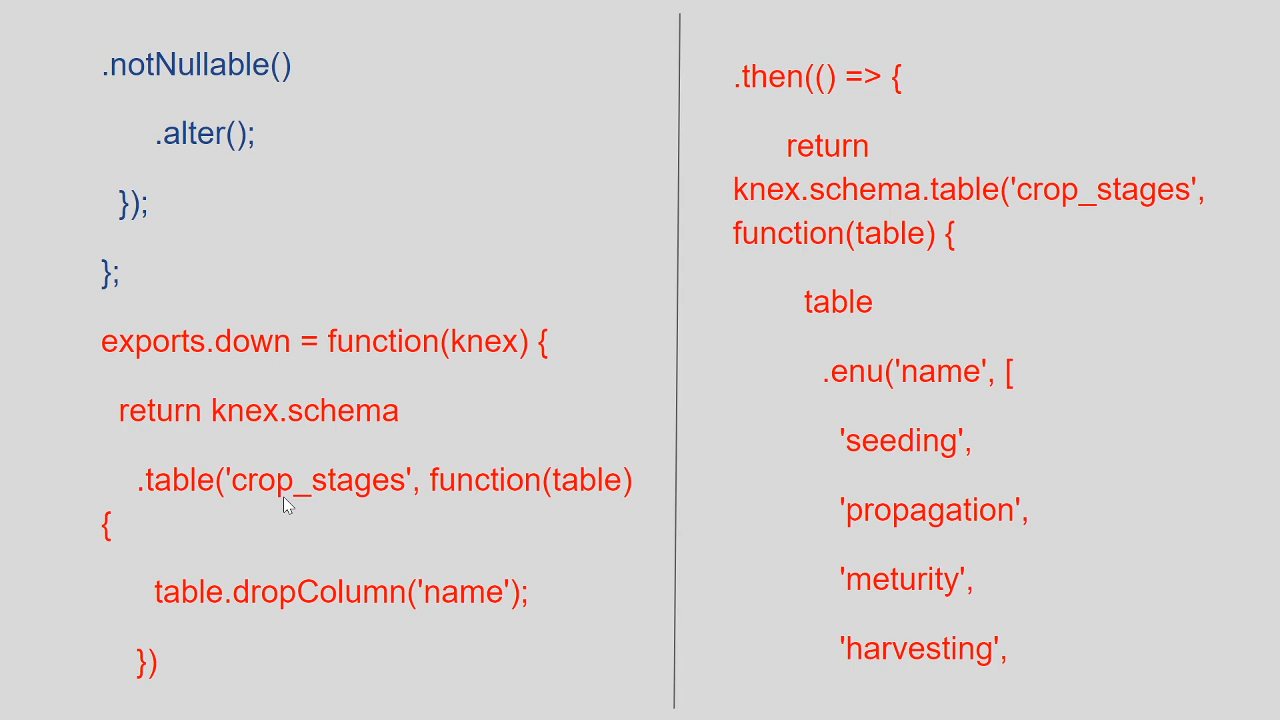 .notNullable()
.alter();
});
};
exports.down = function(knex) {
return knex.schema
.table('crop_stages', function(table)
{
table.dropColumn('name');
})
.then(() => {
return
knex.schema.table('crop_stages',
function(table) {
table
.enu('name', [
'seeding',
'propagation',
'meturity',
'harvesting',